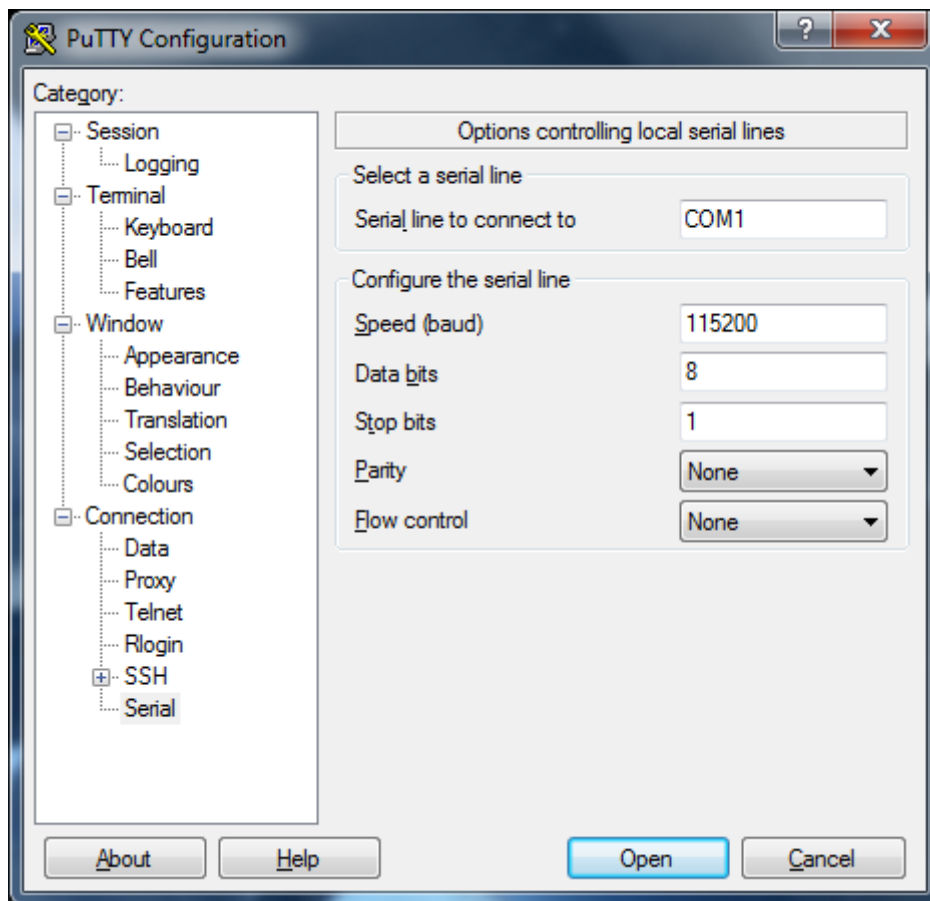 PuTTY Configuration
?
X
Category:
Session
Logging
Terminal
Keyboard
Bell
Features
Window
Appearance
Behaviour
Translation
Selection
Colours
Connection
Data
Proxy
Telnet
Rlogin
SSH
Serial
Options controlling local serial lines
Select a serial line
Serial line to connect to COM1
Configure the serial line
Speed (baud) 115200
Data bits 8
Stop bits 1
Parity None
Flow control None
About Help Open Cancel